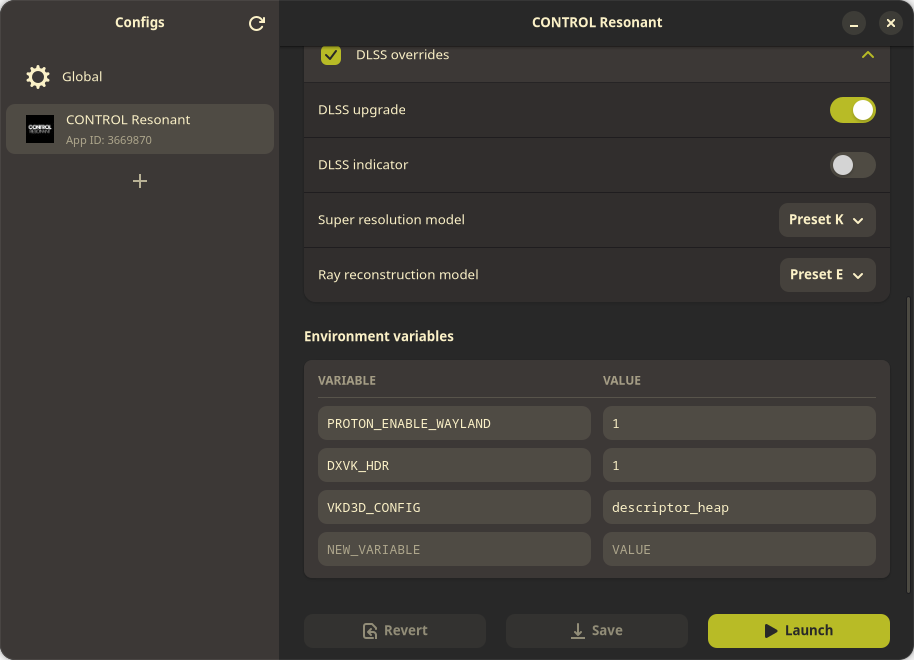 Configs
CONTROL Resonant
Global
CONTROL Resonant
App ID: 3669870
DLSS overrides
DLSS upgrade
DLSS indicator
Super resolution model
Preset K
Ray reconstruction model
Preset E
Environment variables
VARIABLE VALUE
PROTON_ENABLE_WAYLAND 1
DXVK_HDR 1
VKD3D_CONFIG descriptor_heap
NEW_VARIABLE VALUE
Revert Save Launch